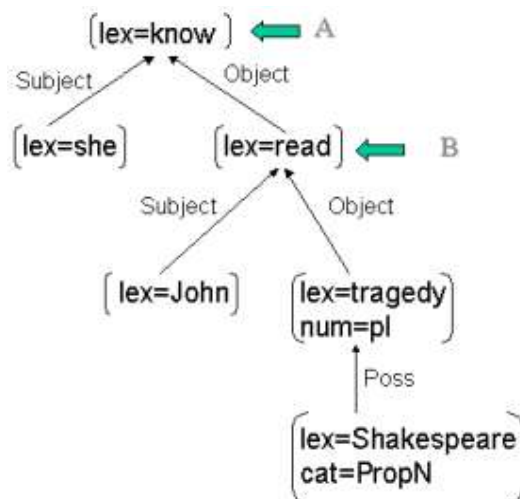 lex=know
A
Subject
Object
lex=she
lex=read
B
Subject
Object
lex=John
lex=tragedy
num=pl
Poss
lex=Shakespeare
cat=PropN